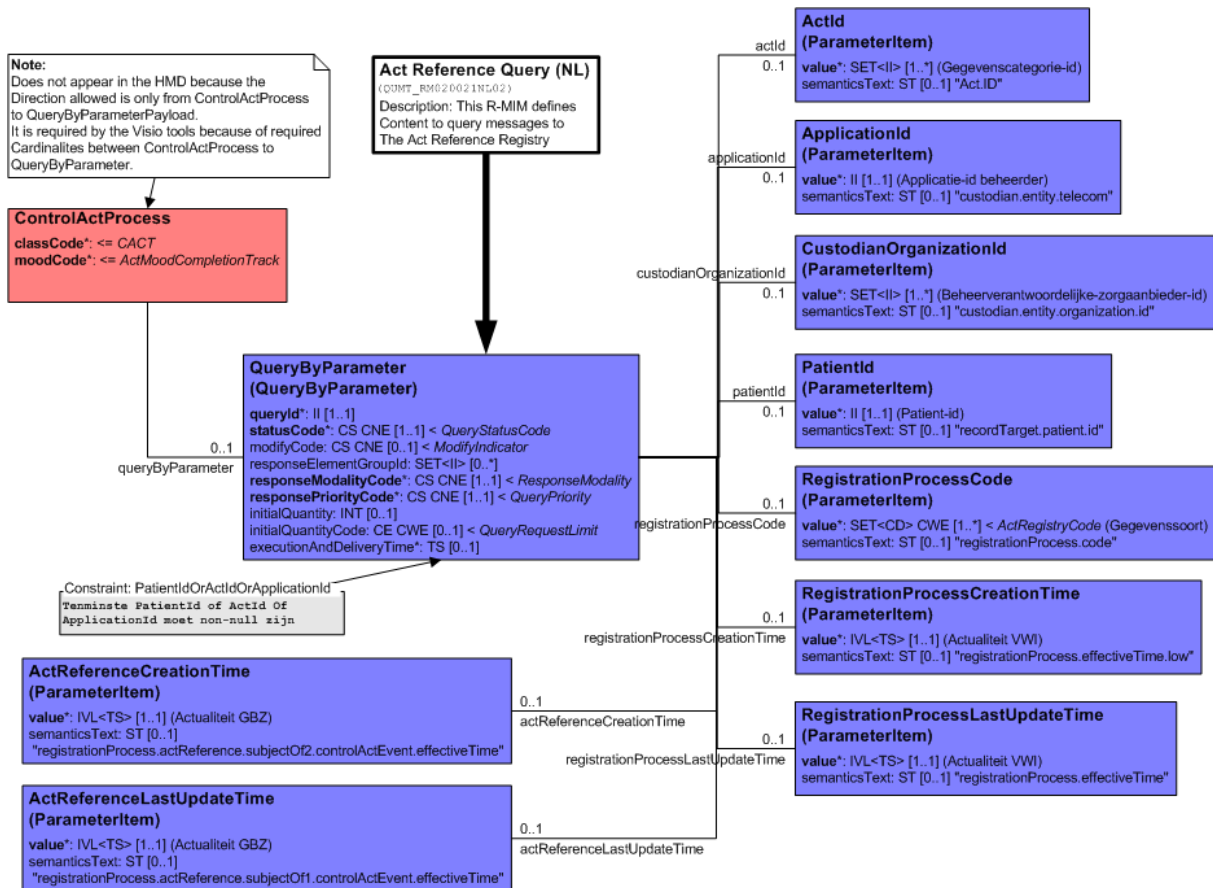 Note:
Does not appear in the HMD because the
Direction allowed is only from ControlActProcess
to QueryByParameterPayload.
It is required by the Visio tools because of required
Cardinalites between ControlActProcess to
QueryByParameter.
Act Reference Query (NL)
(QUMT_RM020021NL02)
Description: This R-MIM defines
Content to query messages to
The Act Reference Registry
ControlActProcess
classCode*: <= CACT
moodCode*: <= ActMoodCompletionTrack
0..1
queryByParameter
QueryByParameter
(QueryByParameter)
queryId*: II [1..1]
statusCode*: CS CNE [1..1] < QueryStatusCode
modifyCode: CS CNE [0..1] < ModifyIndicator
responseElementGroupId: SET<II> [0..*]
responseModalityCode*: CS CNE [1..1] < ResponseModality
responsePriorityCode*: CS CNE [1..1] < QueryPriority
initialQuantity: INT [0..1]
initialQuantityCode: CE CWE [0..1] < QueryRequestLimit
executionAndDeliveryTime*: TS [0..1]
Constraint: PatientIdOrActIdOrApplicationId
Tenminste PatientId of ActId Of
ApplicationId moet non-null zijn
ActReferenceCreationTime
(ParameterItem)
value*: IVL<TS> [1..1] (Actualiteit GBZ)
semanticsText: ST [0..1]
"registrationProcess.actReference.subjectOf2.controlActEvent.effectiveTime"
0..1
actReferenceCreationTime
ActReferenceLastUpdateTime
(ParameterItem)
value*: IVL<TS> [1..1] (Actualiteit GBZ)
semanticsText: ST [0..1]
"registrationProcess.actReference.subjectOf1.controlActEvent.effectiveTime"
0..1
actReferenceLastUpdateTime
actId
0..1
ActId
(ParameterItem)
value*: SET<II> [1..*] (Gegevenscategorie-id)
semanticsText: ST [0..1] "Act.ID"
applicationId
0..1
ApplicationId
(ParameterItem)
value*: II [1..1] (Applicatie-id beheerder)
semanticsText: ST [0..1] "custodian.entity.telecom"
custodianOrganizationId
0..1
CustodianOrganizationId
(ParameterItem)
value*: SET<II> [1..*] (Beheerverantwoordelijke-zorgaanbieder-id)
semanticsText: ST [0..1] "custodian.entity.organization.id"
patientId
0..1
PatientId
(ParameterItem)
value*: II [1..1] (Patient-id)
semanticsText: ST [0..1] "recordTarget.patient.id"
0..1
registrationProcessCode
RegistrationProcessCode
(ParameterItem)
value*: SET<CD> CWE [1..*] < ActRegistryCode (Gegevenssoort)
semanticsText: ST [0..1] "registrationProcess.code"
0..1
registrationProcessCreationTime
RegistrationProcessCreationTime
(ParameterItem)
value*: IVL<TS> [1..1] (Actualiteit VWI)
semanticsText: ST [0..1] "registrationProcess.effectiveTime.low"
0..1
registrationProcessLastUpdateTime
RegistrationProcessLastUpdateTime
(ParameterItem)
value*: IVL<TS> [1..1] (Actualiteit VWI)
semanticsText: ST [0..1] "registrationProcess.effectiveTime"